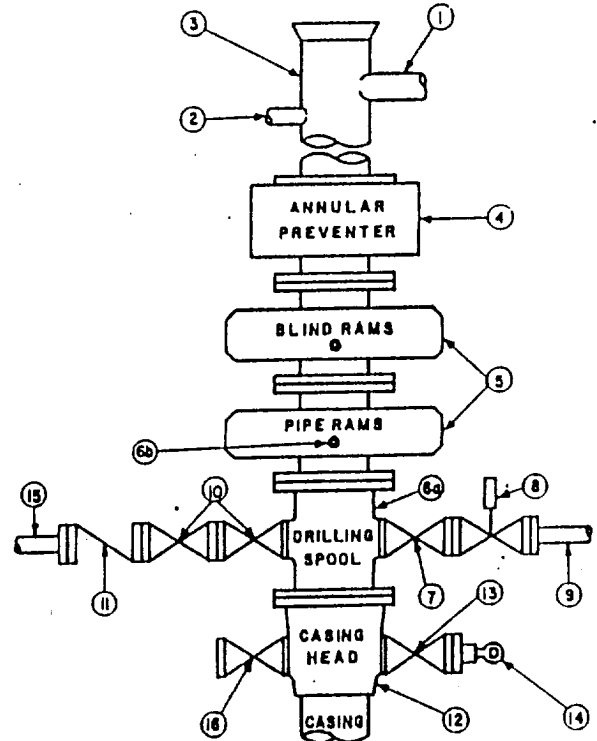 1
3
2
ANNULAR
PREVENTER
4
BLIND RAMS
5
PIPE RAMS
6b
6a
8
15
10
DRILLING
SPOOL
11
7
9
13
CASING
HEAD
16
12
14
CASING